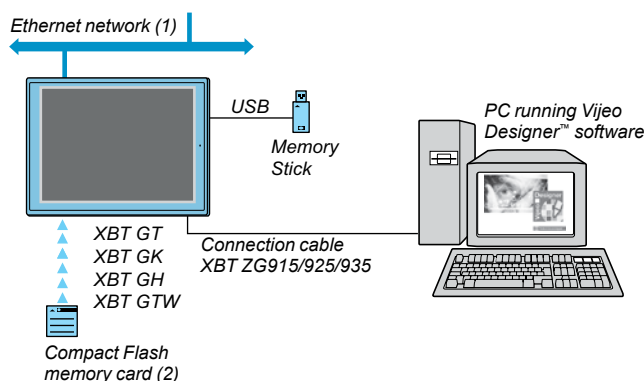 Ethernet network (1)
USB
Memory
Stick
PC running Vijeo
Designer™ software
XBT GT
XBT GK
XBT GH
XBT GTW
Connection cable
XBT ZG915/925/935
Compact Flash
memory card (2)